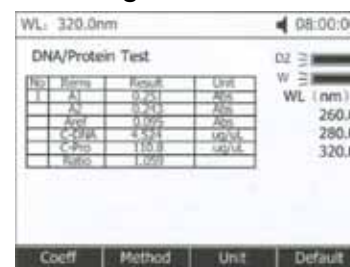 WL: 320.0nm 08:00:0
DNA/Protein Test D2
No Items Result Unit W
1 A1 0.251 Abs WL (nm)
A2 0.243 Abs 260.
Aref 0.095 Abs 280.
C-DNA 4.524 ug/uL 320.
C-Pro 110.8 ug/uL
Ratio 1.059
Coeff Method Unit Default